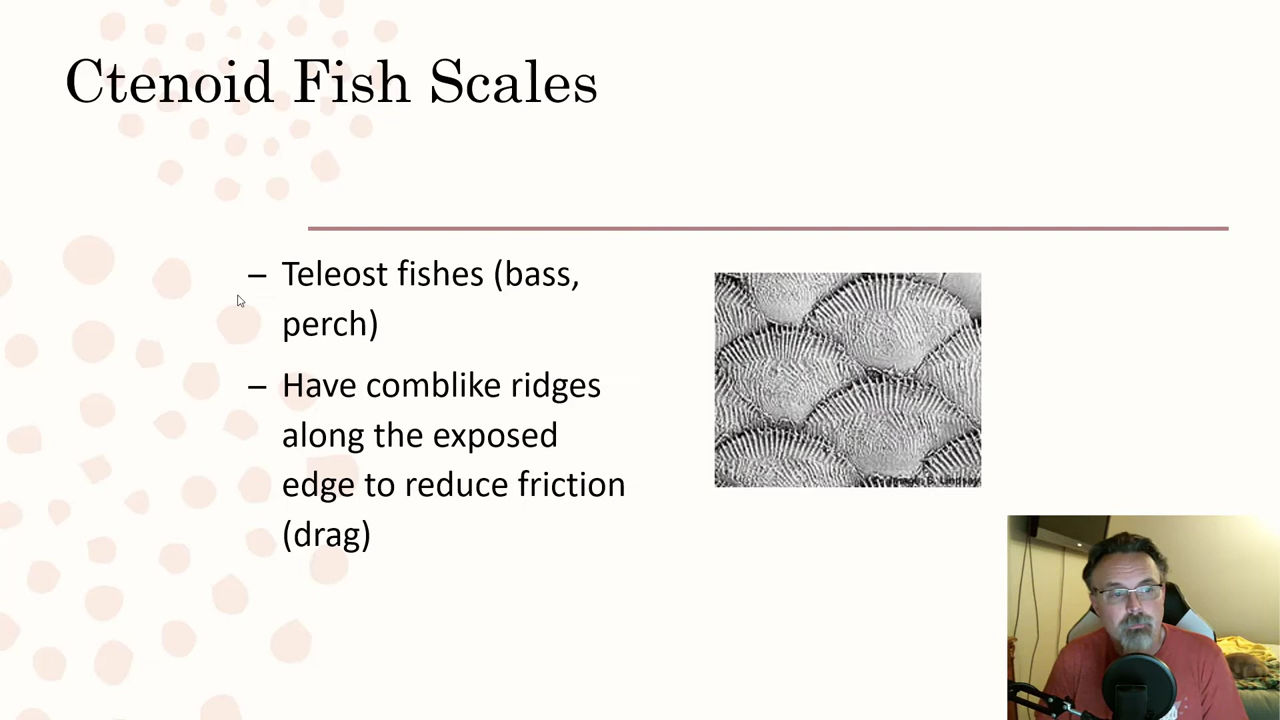 Ctenoid Fish Scales
– Teleost fishes (bass,
perch)
– Have comblike ridges
along the exposed
edge to reduce friction
(drag)